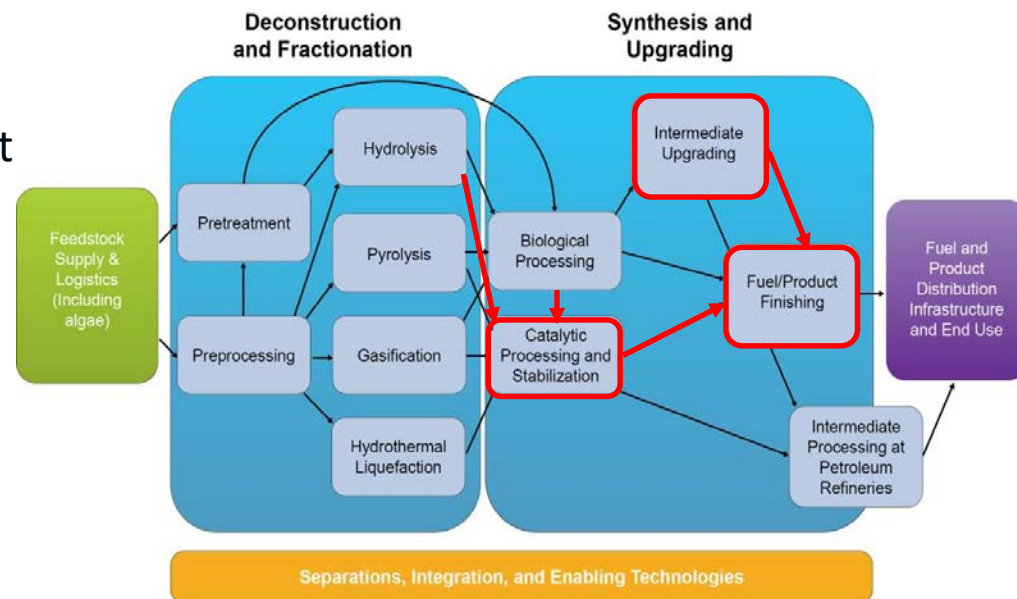 Deconstruction
and Fractionation
Synthesis and
Upgrading
t
Feedstock
Supply &
Logistics
(Including
algae)
Pretreatment
Preprocessing
Hydrolysis
Pyrolysis
Gasification
Hydrothermal
Liquefaction
Biological
Processing
Catalytic
Processing and
Stabilization
Intermediate
Upgrading
Fuel/Product
Finishing
Intermediate
Processing at
Petroleum
Refineries
Fuel and
Product
Distribution
Infrastructure
and End Use
Separations, Integration, and Enabling Technologies